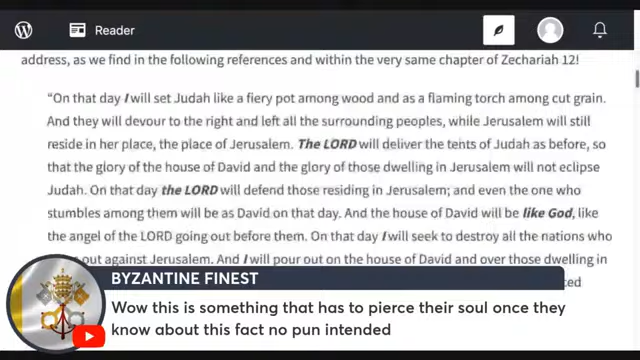 Reader
address, as we find in the following references and within the very same chapter of Zechariah 12!
“On that day I will set Judah like a fiery pot among wood and as a flaming torch among cut grain.
And they will devour to the right and left all the surrounding peoples, while Jerusalem will still
reside in her place, the place of Jerusalem. The LORD will deliver the tents of Judah as before, so
that the glory of the house of David and the glory of those dwelling in Jerusalem will not eclipse
Judah. On that day the LORD will defend those residing in Jerusalem; and even the one who
stumbles among them will be as David on that day. And the house of David will be like God, like
the angel of the LORD going out before them. On that day I will seek to destroy all the nations who
out against Jerusalem. And I will pour out on the house of David and over those dwelling in
BYZANTINE FINEST
Wow this is something that has to pierce their soul once they
know about this fact no pun intended